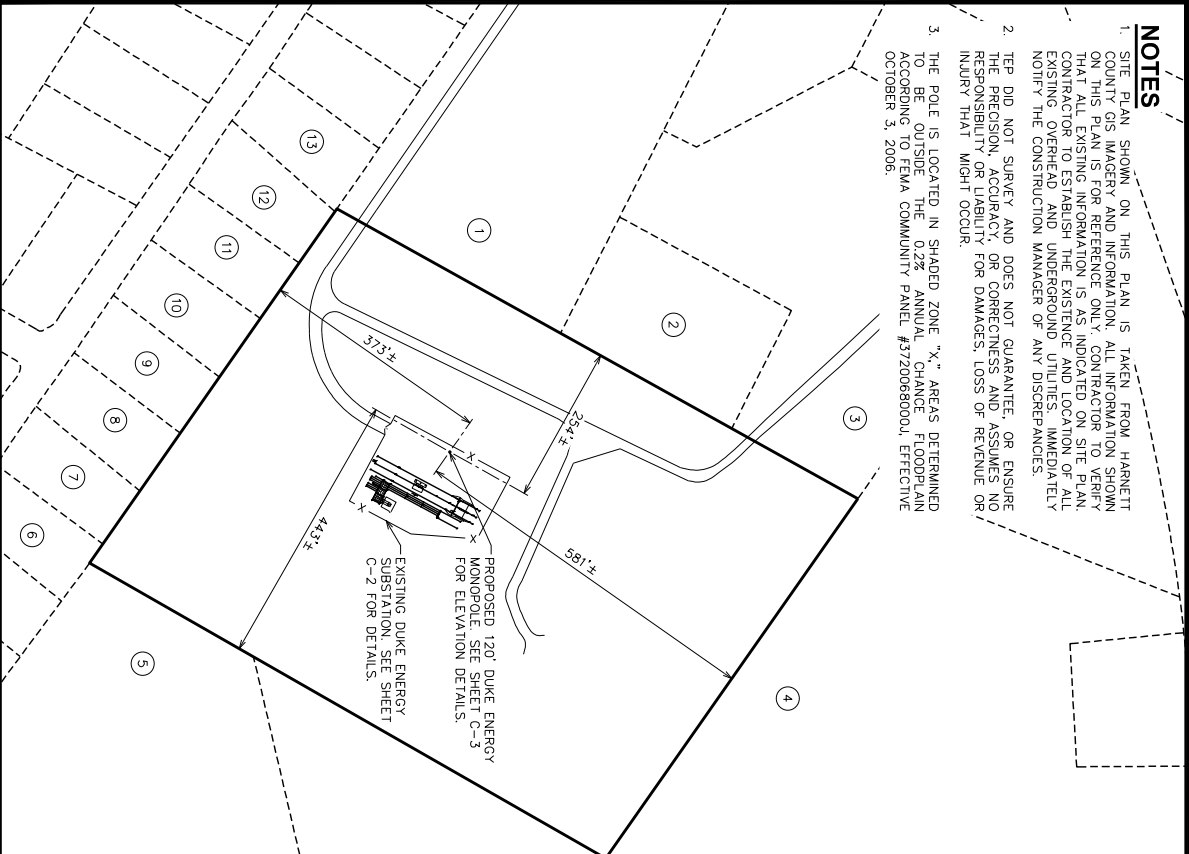 NOTES
1. SITE PLAN SHOWN ON THIS PLAN IS TAKEN FROM HARNETT
COUNTY GIS IMAGERY AND INFORMATION. ALL INFORMATION SHOWN
ON THIS PLAN IS FOR REFERENCE ONLY. CONTRACTOR TO VERIFY
THAT ALL EXISTING INFORMATION IS AS INDICATED ON SITE PLAN.
CONTRACTOR TO ESTABLISH THE EXISTENCE AND LOCATION OF ALL
EXISTING OVERHEAD AND UNDERGROUND UTILITIES. IMMEDIATELY
NOTIFY THE CONSTRUCTION MANAGER OF ANY DISCREPANCIES.
2. TEP DID NOT SURVEY AND DOES NOT GUARANTEE, OR ENSURE
THE PRECISION, ACCURACY, OR CORRECTNESS AND ASSUMES NO
RESPONSIBILITY OR LIABILITY FOR DAMAGES, LOSS OF REVENUE OR
INJURY THAT MIGHT OCCUR.
3. THE POLE IS LOCATED IN SHADED ZONE "X," AREAS DETERMINED
TO BE OUTSIDE THE 0.2% ANNUAL CHANCE FLOODPLAIN
ACCORDING TO FEMA COMMUNITY PANEL #3720068000J, EFFECTIVE
OCTOBER 3, 2006.
1
2
3
4
5
6
7
8
9
10
11
12
13
373'±
254'±
581'±
443'±
X
X
X
PROPOSED 120' DUKE ENERGY
MONOPOLE. SEE SHEET C-3
FOR ELEVATION DETAILS.
EXISTING DUKE ENERGY
SUBSTATION. SEE SHEET
C-2 FOR DETAILS.